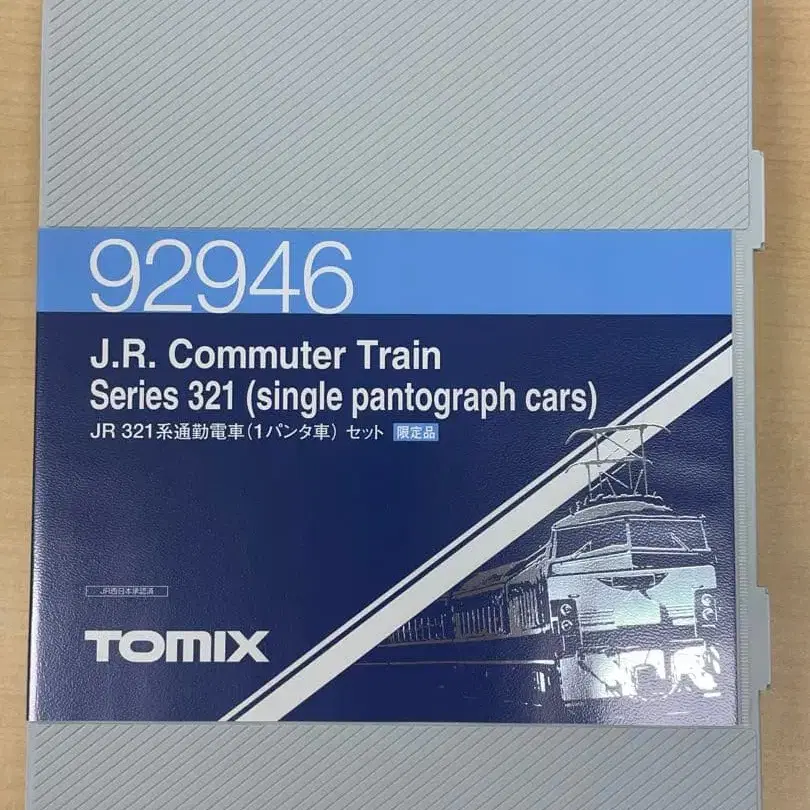 92946
J.R. Commuter Train
Series 321 (single pantograph cars)
JR 321系通勤電車(1パンタ車) セット 限定品
JR西日本承認済
TOMIX